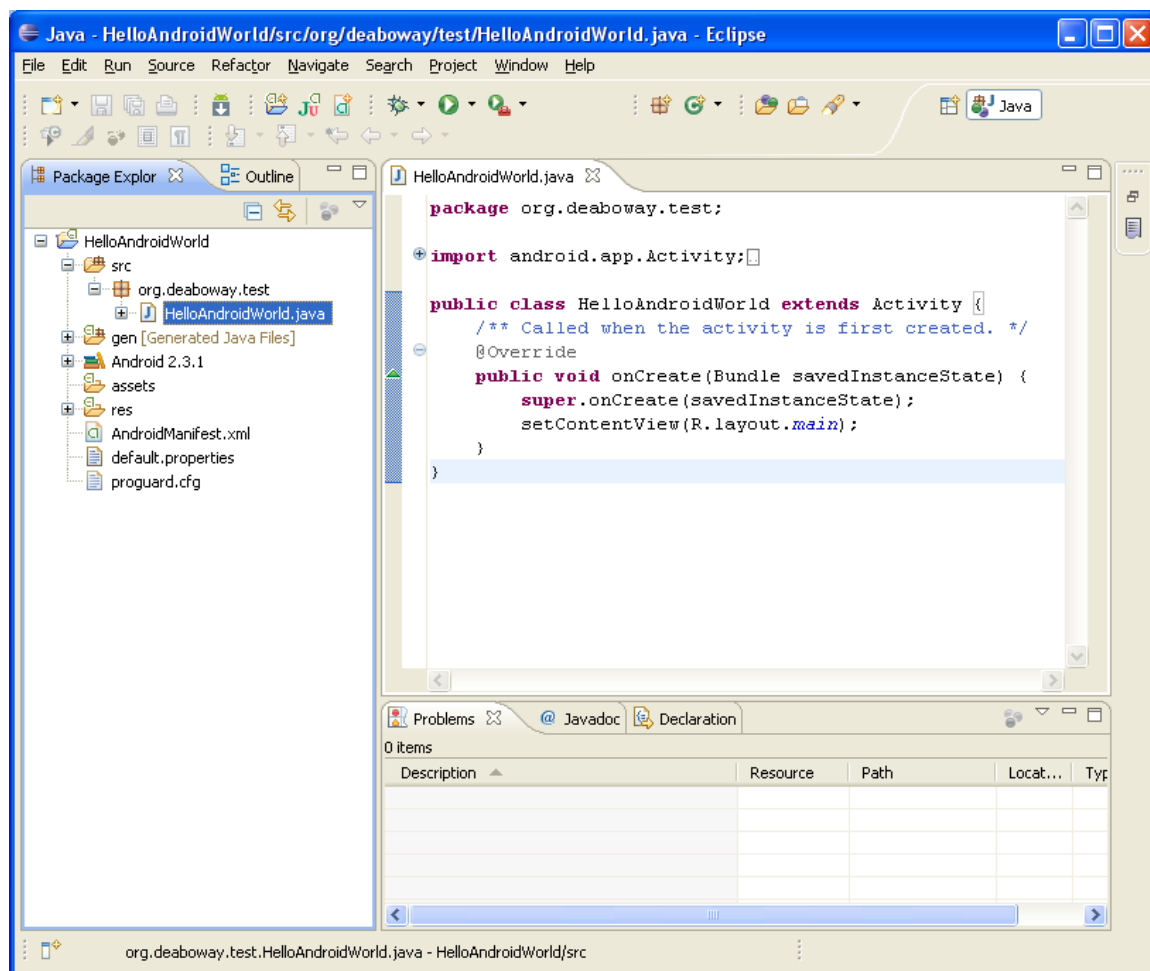 Java - HelloAndroidWorld/src/org/deaboway/test/HelloAndroidWorld.java - Eclipse
File Edit Run Source Refactor Navigate Search Project Window Help
Java
Package Explor
Outline
HelloAndroidWorld
src
org.deaboway.test
HelloAndroidWorld.java
gen [Generated Java Files]
Android 2.3.1
assets
res
AndroidManifest.xml
default.properties
proguard.cfg
HelloAndroidWorld.java
package org.deaboway.test;
import android.app.Activity;
public class HelloAndroidWorld extends Activity {
/** Called when the activity is first created. */
@Override
public void onCreate(Bundle savedInstanceState) {
super.onCreate(savedInstanceState);
setContentView(R.layout.main);
}
}
Problems @ Javadoc Declaration
0 items
Description Resource Path Locat... Typ
org.deaboway.test.HelloAndroidWorld.java - HelloAndroidWorld/src